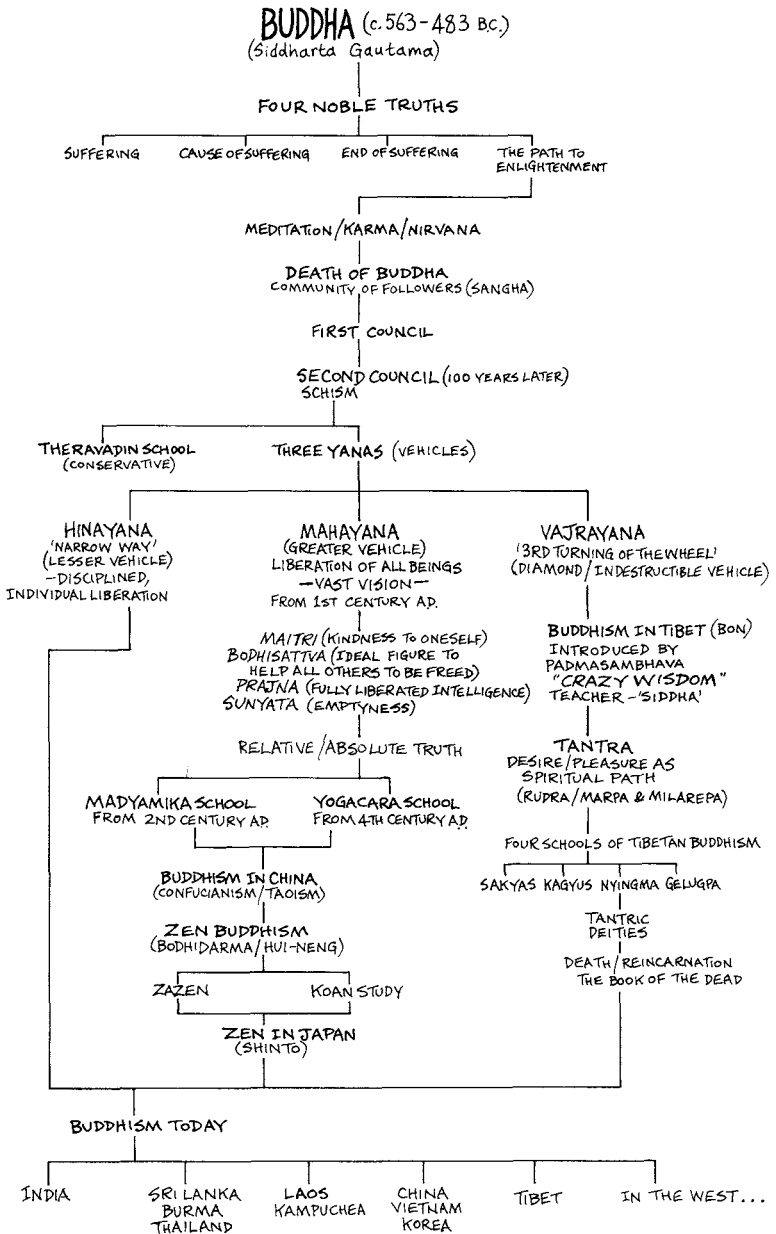 BUDDHA (c. 563-483 B.C.)
(Siddharta Gautama)
FOUR NOBLE TRUTHS
SUFFERING
CAUSE OF SUFFERING
END OF SUFFERING
THE PATH TO
ENLIGHTENMENT
MEDITATION/KARMA/NIRVANA
DEATH OF BUDDHA
COMMUNITY OF FOLLOWERS (SANGHA)
FIRST COUNCIL
SECOND COUNCIL (100 YEARS LATER)
SCHISM
THERAVADIN SCHOOL
(CONSERVATIVE)
THREE YANAS (VEHICLES)
HINAYANA
'NARROW WAY'
(LESSER VEHICLE)
-DISCIPLINED,
INDIVIDUAL LIBERATION
MAHAYANA
(GREATER VEHICLE)
LIBERATION OF ALL BEINGS
-VAST VISION-
FROM 1ST CENTURY A.D.
MAITRI (KINDNESS TO ONESELF)
BODHISATTVA (IDEAL FIGURE TO
HELP ALL OTHERS TO BE FREED)
PRAJNA (FULLY LIBERATED INTELLIGENCE)
SUNYATA (EMPTYNESS)
RELATIVE/ABSOLUTE TRUTH
MADYAMIKA SCHOOL
FROM 2ND CENTURY A.D.
YOGACARA SCHOOL
FROM 4TH CENTURY A.D.
BUDDHISM IN CHINA
(CONFUCIANISM/TAOISM)
ZEN BUDDHISM
(BODHIDARMA/HUI-NENG)
ZAZEN
KOAN STUDY
ZEN IN JAPAN
(SHINTO)
VAJRAYANA
'3RD TURNING OF THE WHEEL'
(DIAMOND/INDESTRUCTIBLE VEHICLE)
BUDDHISM IN TIBET (BON)
INTRODUCED BY
PADMASAMBHAVA
"CRAZY WISDOM"
TEACHER-'SIDDHA'
TANTRA
DESIRE/PLEASURE AS
SPIRITUAL PATH
(RUDRA/MARPA & MILAREPA)
FOUR SCHOOLS OF TIBETAN BUDDHISM
SAKYAS KAGYUS NYINGMA GELUGPA
TANTRIC
DEITIES
DEATH/REINCARNATION
THE BOOK OF THE DEAD
BUDDHISM TODAY
INDIA
SRI LANKA
BURMA
THAILAND
LAOS
KAMPUCHEA
CHINA
VIETNAM
KOREA
TIBET
IN THE WEST...